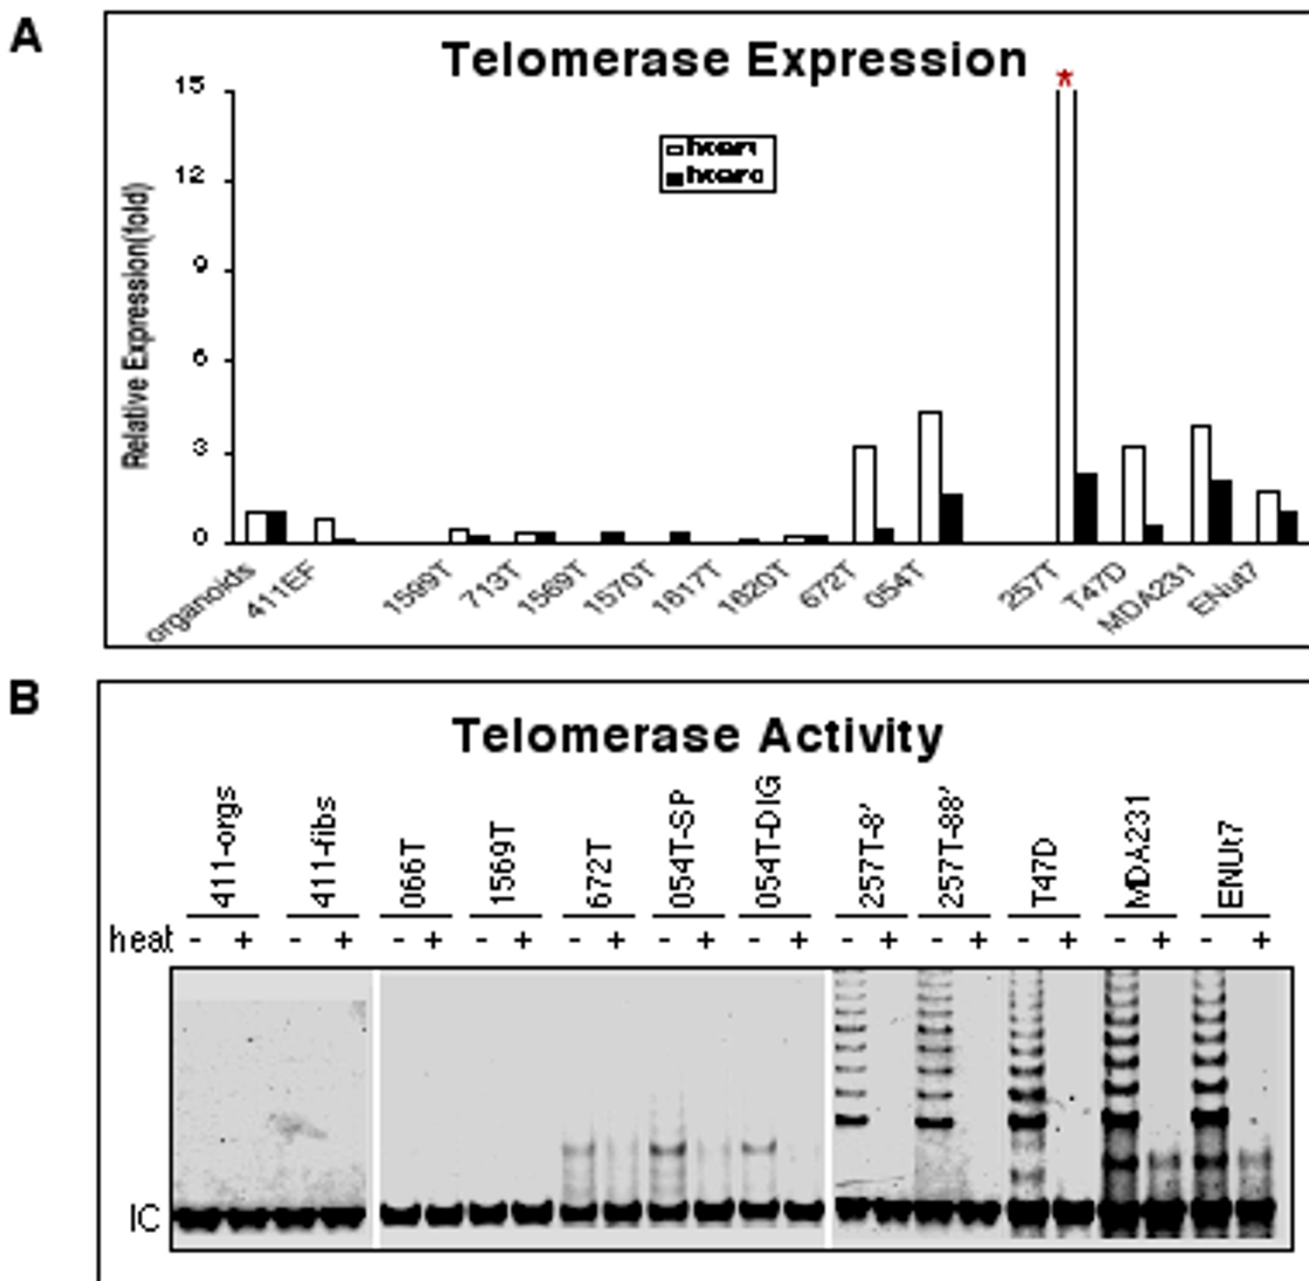 A
Telomerase Expression
*
15
12
9
6
3
0
Relative Expression(fold)
organoids
411EF
1599T
713T
1569T
1570T
1617T
1620T
672T
054T
257T
T47D
MDA231
ENut7
B
Telomerase Activity
411-orgs
411-fibs
066T
1569T
672T
054T-SP
054T-DIG
257T-8'
257T-88'
T47D
MDA231
ENUt7
heat - + - + - + - + - + - + - + - + - + - + - + - +
IC